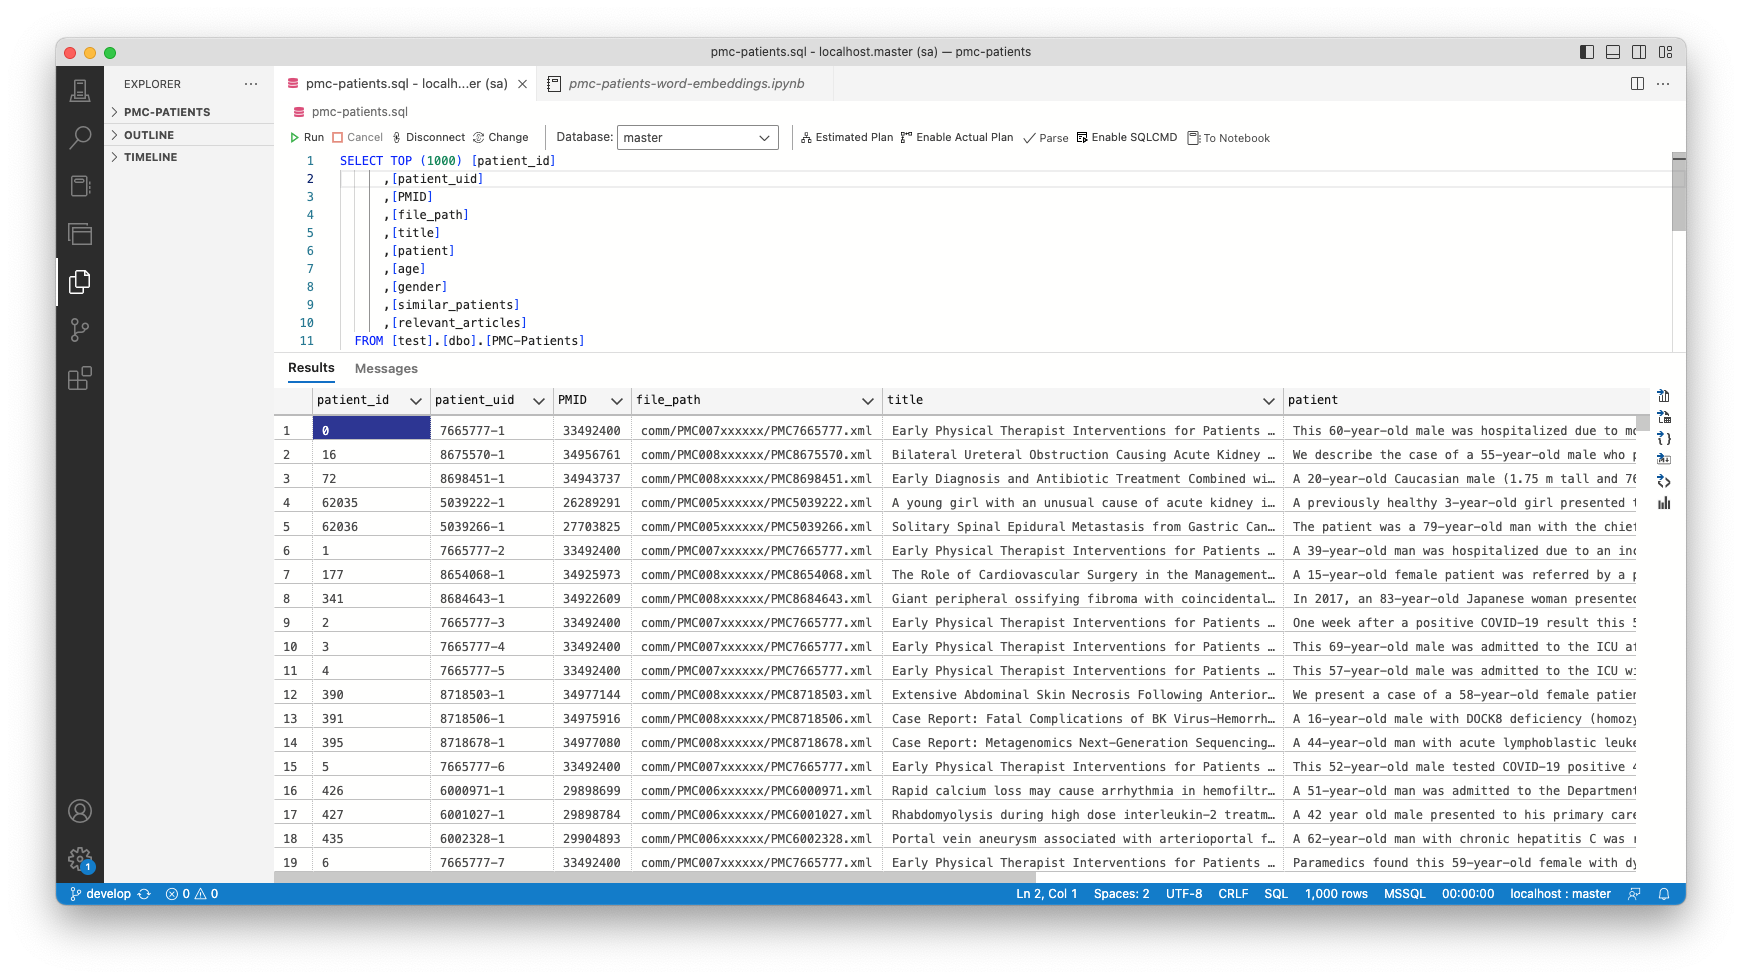 pmc-patients.sql - localhost.master (sa) — pmc-patients
EXPLORER
PMC-PATIENTS
OUTLINE
TIMELINE
pmc-patients.sql - localh...er (sa)
pmc-patients-word-embeddings.ipynb
pmc-patients.sql
Run Cancel Disconnect Change Database: master Estimated Plan Enable Actual Plan Parse Enable SQLCMD To Notebook
1 SELECT TOP (1000) [patient_id]
2 ,[patient_uid]
3 ,[PMID]
4 ,[file_path]
5 ,[title]
6 ,[patient]
7 ,[age]
8 ,[gender]
9 ,[similar_patients]
10 ,[relevant_articles]
11 FROM [test].[dbo].[PMC-Patients]
Results Messages
patient_id patient_uid PMID file_path title patient
1 0 7665777-1 33492400 comm/PMC007xxxxxx/PMC7665777.xml Early Physical Therapist Interventions for Patients … This 60-year-old male was hospitalized due to mo
2 16 8675570-1 34956761 comm/PMC008xxxxxx/PMC8675570.xml Bilateral Ureteral Obstruction Causing Acute Kidney … We describe the case of a 55-year-old male who p
3 72 8698451-1 34943737 comm/PMC008xxxxxx/PMC8698451.xml Early Diagnosis and Antibiotic Treatment Combined wi… A 20-year-old Caucasian male (1.75 m tall and 76
4 62035 5039222-1 26289291 comm/PMC005xxxxxx/PMC5039222.xml A young girl with an unusual cause of acute kidney i… A previously healthy 3-year-old girl presented t
5 62036 5039266-1 27703825 comm/PMC005xxxxxx/PMC5039266.xml Solitary Spinal Epidural Metastasis from Gastric Can… The patient was a 79-year-old man with the chief
6 1 7665777-2 33492400 comm/PMC007xxxxxx/PMC7665777.xml Early Physical Therapist Interventions for Patients … A 39-year-old man was hospitalized due to an inc
7 177 8654068-1 34925973 comm/PMC008xxxxxx/PMC8654068.xml The Role of Cardiovascular Surgery in the Management… A 15-year-old female patient was referred by a p
8 341 8684643-1 34922609 comm/PMC008xxxxxx/PMC8684643.xml Giant peripheral ossifying fibroma with coincidental… In 2017, an 83-year-old Japanese woman presented
9 2 7665777-3 33492400 comm/PMC007xxxxxx/PMC7665777.xml Early Physical Therapist Interventions for Patients … One week after a positive COVID-19 result this 5
10 3 7665777-4 33492400 comm/PMC007xxxxxx/PMC7665777.xml Early Physical Therapist Interventions for Patients … This 69-year-old male was admitted to the ICU af
11 4 7665777-5 33492400 comm/PMC007xxxxxx/PMC7665777.xml Early Physical Therapist Interventions for Patients … This 57-year-old male was admitted to the ICU wi
12 390 8718503-1 34977144 comm/PMC008xxxxxx/PMC8718503.xml Extensive Abdominal Skin Necrosis Following Anterior… We present a case of a 58-year-old female patien
13 391 8718506-1 34975916 comm/PMC008xxxxxx/PMC8718506.xml Case Report: Fatal Complications of BK Virus-Hemorrh… A 16-year-old male with DOCK8 deficiency (homozy
14 395 8718678-1 34977080 comm/PMC008xxxxxx/PMC8718678.xml Case Report: Metagenomics Next-Generation Sequencing… A 44-year-old man with acute lymphoblastic leuke
15 5 7665777-6 33492400 comm/PMC007xxxxxx/PMC7665777.xml Early Physical Therapist Interventions for Patients … This 52-year-old male tested COVID-19 positive 4
16 426 6000971-1 29898699 comm/PMC006xxxxxx/PMC6000971.xml Rapid calcium loss may cause arrhythmia in hemofiltr… A 51-year-old man was admitted to the Department
17 427 6001027-1 29898784 comm/PMC006xxxxxx/PMC6001027.xml Rhabdomyolysis during high dose interleukin-2 treatm… A 42 year old male presented to his primary care
18 435 6002328-1 29904893 comm/PMC006xxxxxx/PMC6002328.xml Portal vein aneurysm associated with arterioportal f… A 62-year-old man with chronic hepatitis C was r
19 6 7665777-7 33492400 comm/PMC007xxxxxx/PMC7665777.xml Early Physical Therapist Interventions for Patients … Paramedics found this 59-year-old female with dy
1
develop 0 0 Ln 2, Col 1 Spaces: 2 UTF-8 CRLF SQL 1,000 rows MSSQL 00:00:00 localhost : master